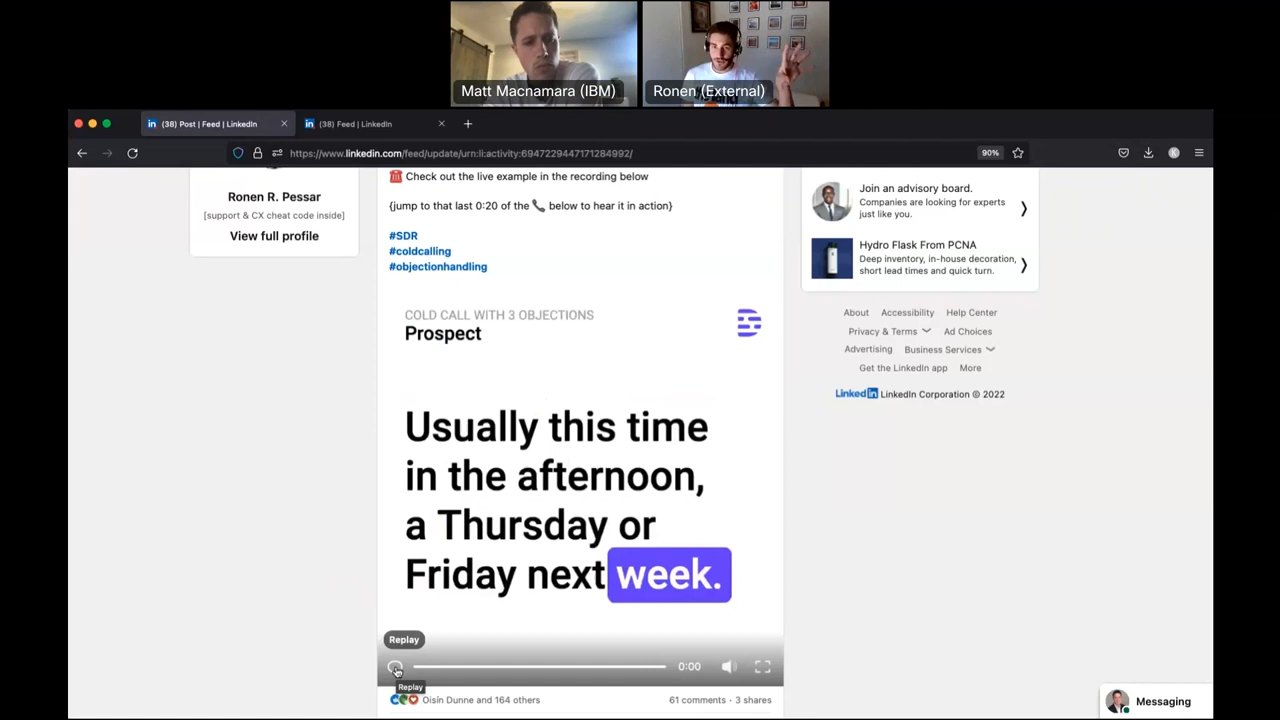 Matt Macnamara (IBM)
Ronen (External)
(38) Post | Feed | LinkedIn
(38) Feed | LinkedIn
https://www.linkedin.com/feed/update/urn:li:activity:6947229447171284992/
90%
K
Ronen R. Pessar
[support & CX cheat code inside]
View full profile
Check out the live example in the recording below
{jump to that last 0:20 of the 📞 below to hear it in action}
#SDR
#coldcalling
#objectionhandling
COLD CALL WITH 3 OBJECTIONS
Prospect
Usually this time
in the afternoon,
a Thursday or
Friday next week.
Replay
0:00
Replay
Oisín Dunne and 164 others
61 comments · 3 shares
Join an advisory board.
Companies are looking for experts
just like you.
Hydro Flask From PCNA
Deep inventory, in-house decoration,
short lead times and quick turn.
About Accessibility Help Center
Privacy & Terms Ad Choices
Advertising Business Services
Get the LinkedIn app More
LinkedIn LinkedIn Corporation © 2022
Messaging